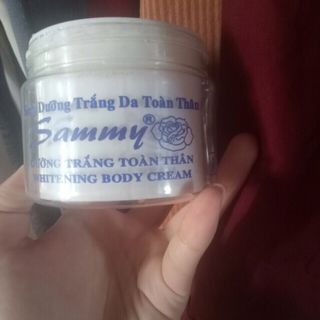 Dưỡng Trắng Da Toàn Thân
Sammy®
DƯỠNG TRẮNG TOÀN THÂN
WHITENING BODY CREAM